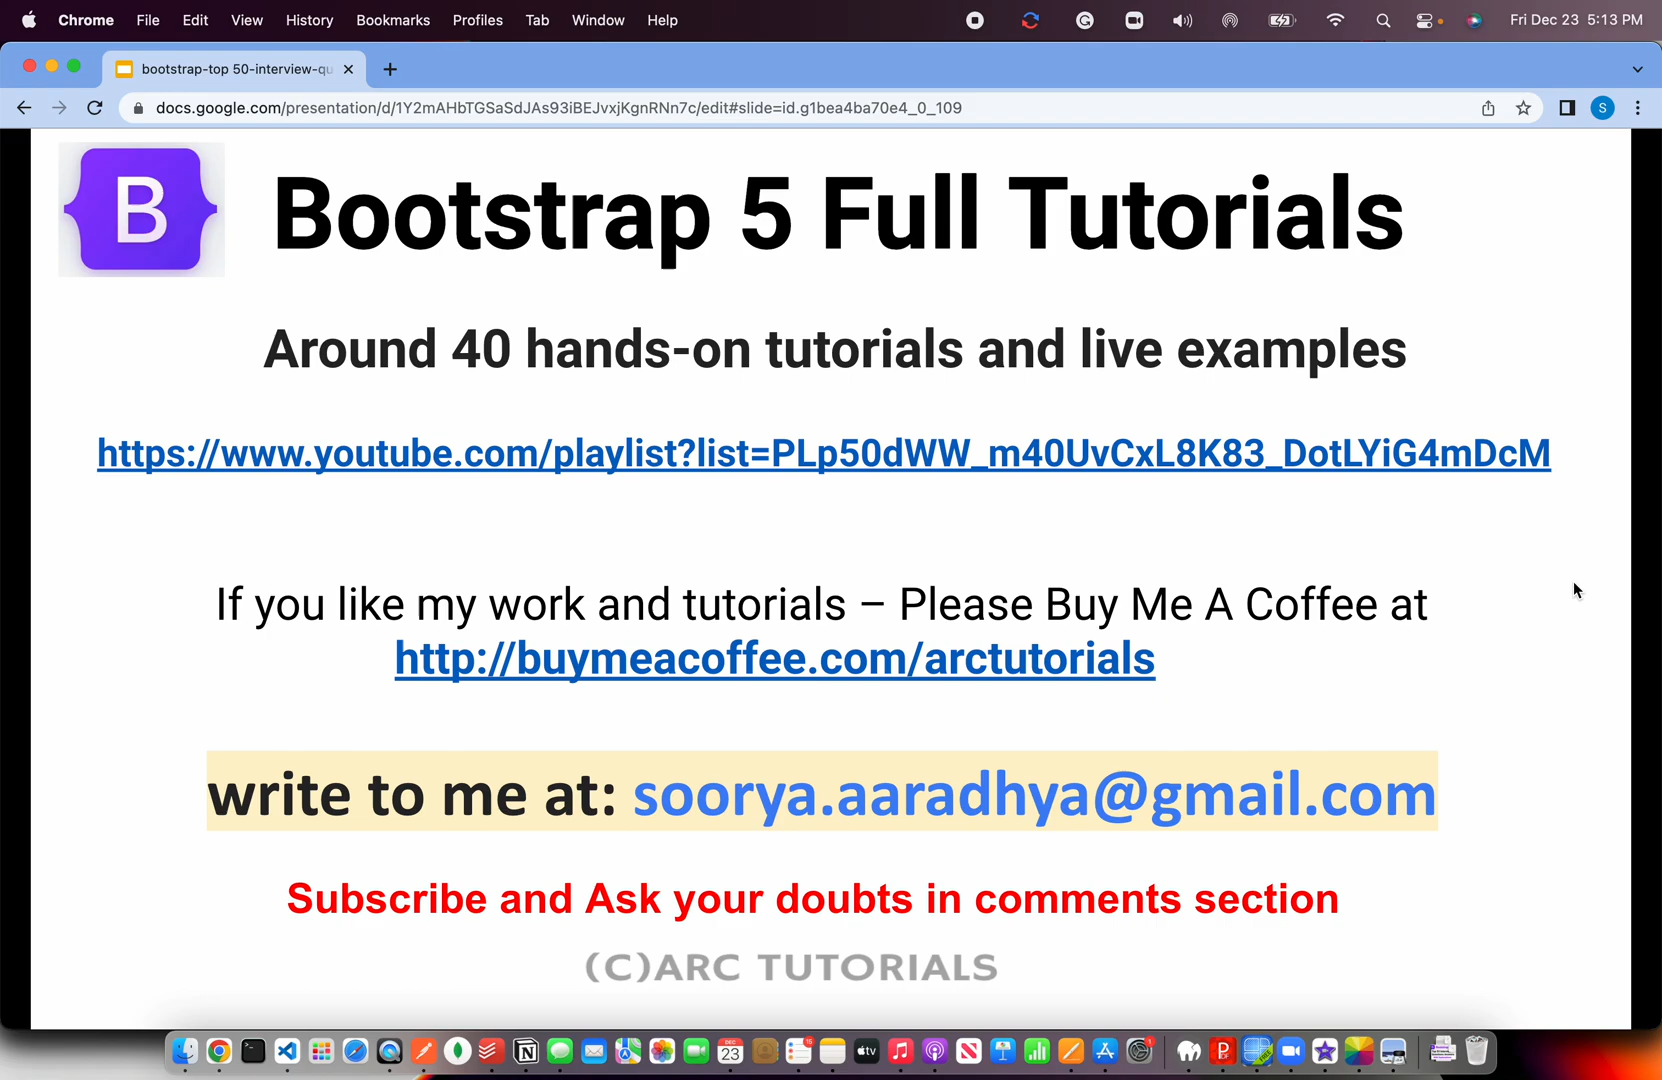 Chrome File Edit View History Bookmarks Profiles Tab Window Help Fri Dec 23 5:13 PM
bootstrap-top 50-interview-qu
docs.google.com/presentation/d/1Y2mAHbTGSaSdJAs93iBEJvxjKgnRNn7c/edit#slide=id.g1bea4ba70e4_0_109 S
B Bootstrap 5 Full Tutorials
Around 40 hands-on tutorials and live examples
https://www.youtube.com/playlist?list=PLp50dWW_m40UvCxL8K83_DotLYiG4mDcM
If you like my work and tutorials – Please Buy Me A Coffee at
http://buymeacoffee.com/arctutorials
write to me at: soorya.aaradhya@gmail.com
Subscribe and Ask your doubts in comments section
(C)ARC TUTORIALS
DEC
23
tv